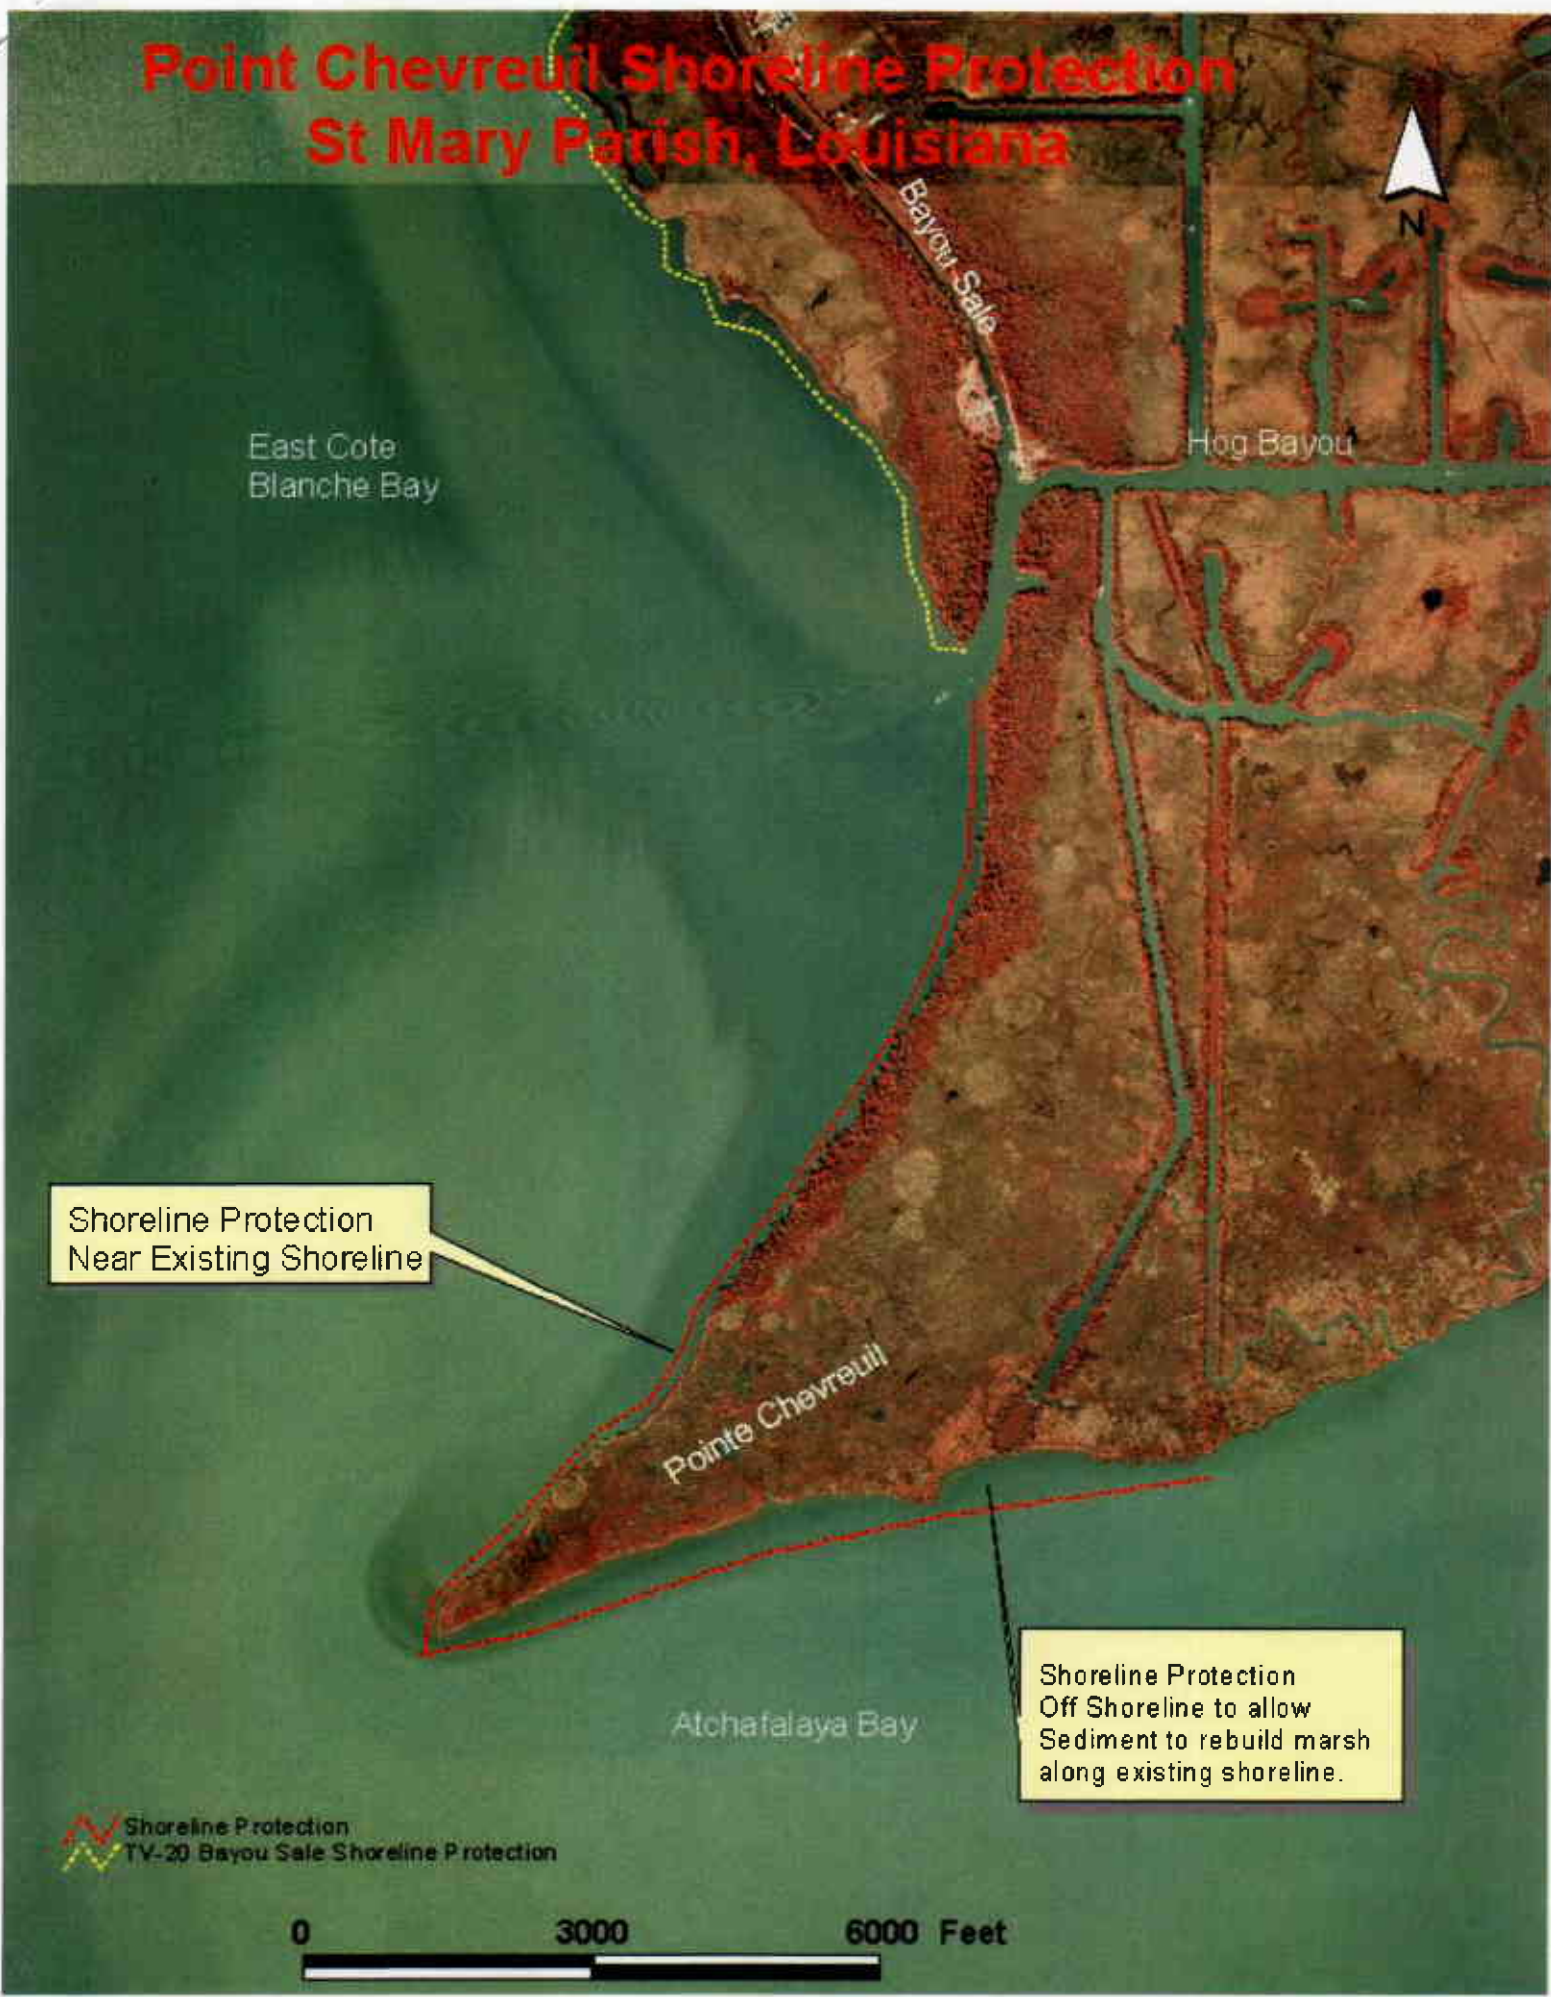 Point Chevreuil Shoreline Protection
St Mary Parish, Louisiana
N
Bayou Sale
East Cote
Blanche Bay
Hog Bayou
Shoreline Protection
Near Existing Shoreline
Pointe Chevreuil
Shoreline Protection
Off Shoreline to allow
Sediment to rebuild marsh
along existing shoreline.
Atchafalaya Bay
Shoreline Protection
TV-20 Bayou Sale Shoreline Protection
0 3000 6000 Feet